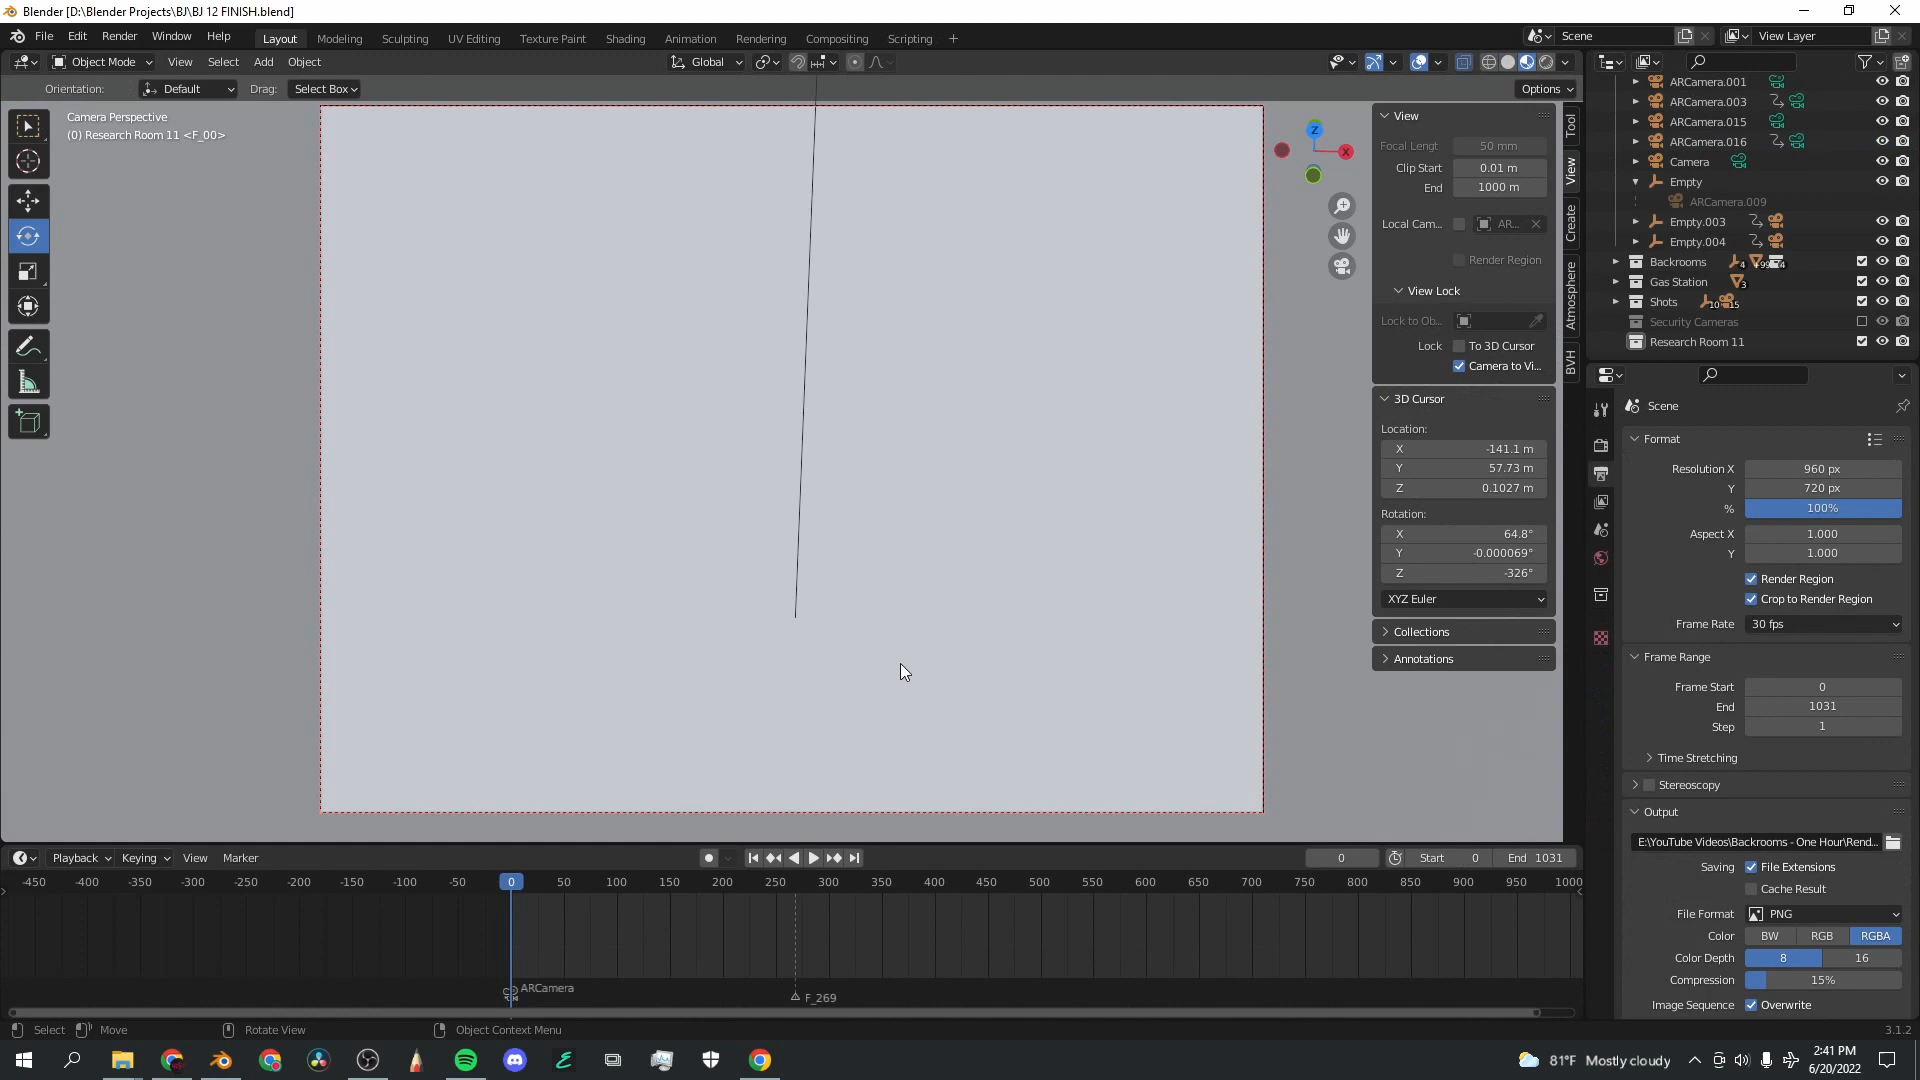 Blender [D:\Blender Projects\BJ\BJ 12 FINISH.blend]
File Edit Render Window Help
Layout Modeling Sculpting UV Editing Texture Paint Shading Animation Rendering Compositing Scripting +
Scene
View Layer
Object Mode View Select Add Object
Global
Orientation: Default Drag: Select Box
Options
Camera Perspective
(0) Research Room 11 <F_00>
Z
X
View
Focal Lengt 50 mm
Clip Start 0.01 m
End 1000 m
Local Cam... AR...
Render Region
View Lock
Lock to Ob...
Lock To 3D Cursor
Camera to Vi...
3D Cursor
Location:
X -141.1 m
Y 57.73 m
Z 0.1027 m
Rotation:
X 64.8°
Y -0.000069°
Z -326°
XYZ Euler
Collections
Annotations
Tool
View
Create
Atmosphere
BVH
ARCamera.001
ARCamera.003
ARCamera.015
ARCamera.016
Camera
Empty
ARCamera.009
Empty.003
Empty.004
Backrooms 4 +99 4
Gas Station 3
Shots 10 15
Security Cameras
Research Room 11
Scene
Format
Resolution X 960 px
Y 720 px
% 100%
Aspect X 1.000
Y 1.000
Render Region
Crop to Render Region
Frame Rate 30 fps
Frame Range
Frame Start 0
End 1031
Step 1
Time Stretching
Stereoscopy
Output
E:\YouTube Videos\Backrooms - One Hour\Rend...
Saving File Extensions
Cache Result
File Format PNG
Color BW RGB RGBA
Color Depth 8 16
Compression 15%
Image Sequence Overwrite
Playback Keying View Marker
0 Start 0 End 1031
-450 -400 -350 -300 -250 -200 -150 -100 -50 0 50 100 150 200 250 300 350 400 450 500 550 600 650 700 750 800 850 900 950 1000
ARCamera
F_269
Select Move Rotate View Object Context Menu
3.1.2
81°F Mostly cloudy
2:41 PM
6/20/2022